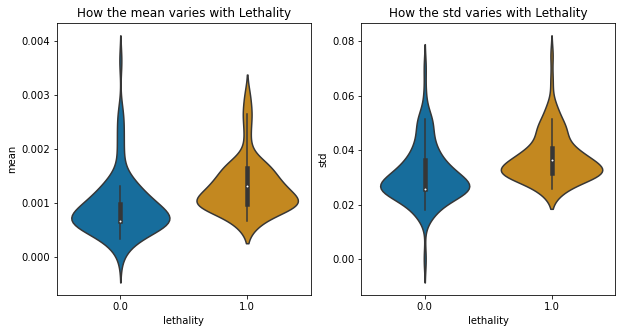 How the mean varies with Lethality
How the std varies with Lethality
0.004
0.003
0.002
0.001
0.000
mean
0.0
1.0
lethality
0.08
0.06
0.04
0.02
0.00
std
0.0
1.0
lethality